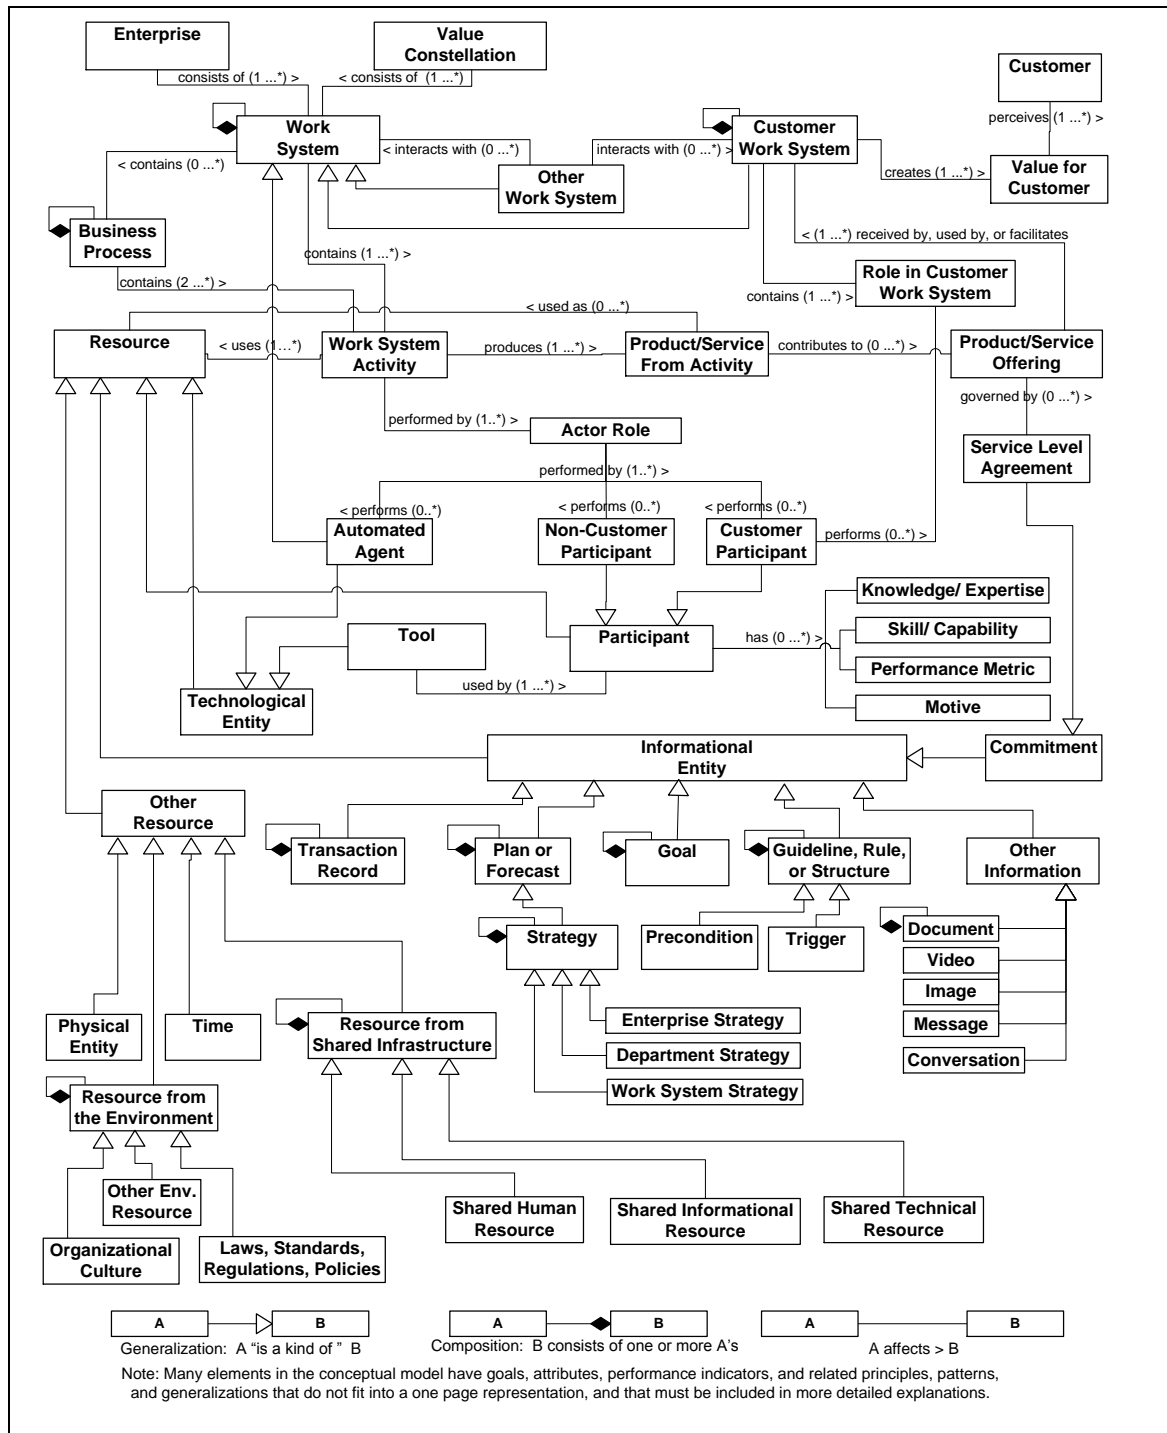 Enterprise
Value
Constellation
Customer
consists of (1 ...*) >
< consists of  (1 ...*)
perceives (1 ...*) >
Work
System
Customer
Work System
< interacts with (0 ...*)
interacts with (0 ...*) >
< contains (0 ...*)
Other
Work System
creates (1 ...*) >
Value for
Customer
Business
Process
contains (1 ...*) >
< (1 ...*) received by, used by, or facilitates
contains (2 ...*) >
Role in Customer
Work System
contains (1 ...*) >
< used as (0 ...*)
Resource
< uses (1…*)
Work System
Activity
produces (1 ...*) >
Product/Service
From Activity
contributes to (0 ...*) >
Product/Service
Offering
governed by (0 ...*) >
performed by (1..*) >
Actor Role
Service Level
Agreement
performed by (1..*) >
< performs (0..*)
< performs (0..*)
< performs (0..*)
Automated
Agent
Non-Customer
Participant
Customer
Participant
performs (0..*) >
Knowledge/ Expertise
Tool
Participant
has (0 ...*) >
Skill/ Capability
Performance Metric
used by (1 ...*) >
Technological
Entity
Motive
Informational
Entity
Commitment
Other
Resource
Transaction
Record
Plan or
Forecast
Goal
Guideline, Rule,
or Structure
Other
Information
Strategy
Precondition
Trigger
Document
Video
Image
Message
Conversation
Physical
Entity
Time
Resource from
Shared Infrastructure
Enterprise Strategy
Department Strategy
Work System Strategy
Resource from
the Environment
Other Env.
Resource
Shared Human
Resource
Shared Informational
Resource
Shared Technical
Resource
Organizational
Culture
Laws, Standards,
Regulations, Policies
A
B
A
B
A
B
Generalization:  A “is a kind of ”  B
Composition:  B consists of one or more A’s
A affects > B
Note: Many elements in the conceptual model have goals, attributes, performance indicators, and related principles, patterns,
and generalizations that do not fit into a one page representation, and that must be included in more detailed explanations.